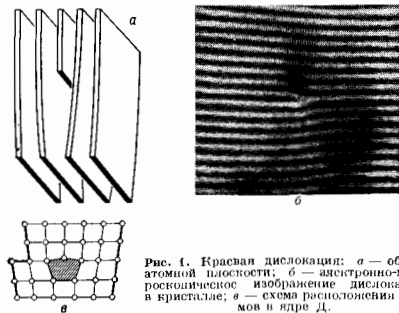 а
б
в
Рис. 1. Краевая дислокация: а — об
атомной плоскости; б — электронно-м
роскопическое изображение дислока
в кристалле; в — схема расположения
мов в ядре Д.